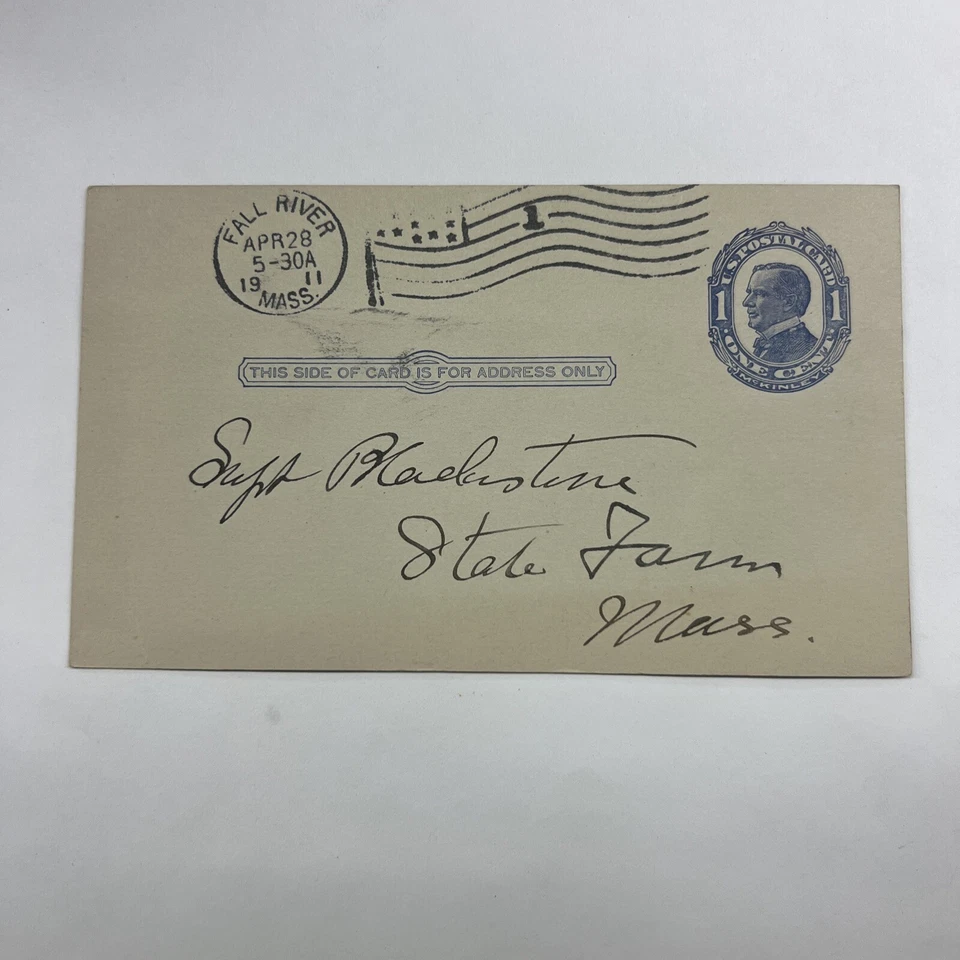 FALL RIVER
APR 28
5-30A
19 11
MASS.
1
U.S. POSTAL CARD
1 1
ONE CENT
McKINLEY
THIS SIDE OF CARD IS FOR ADDRESS ONLY
Supt Blackstone
State Farm
Mass.